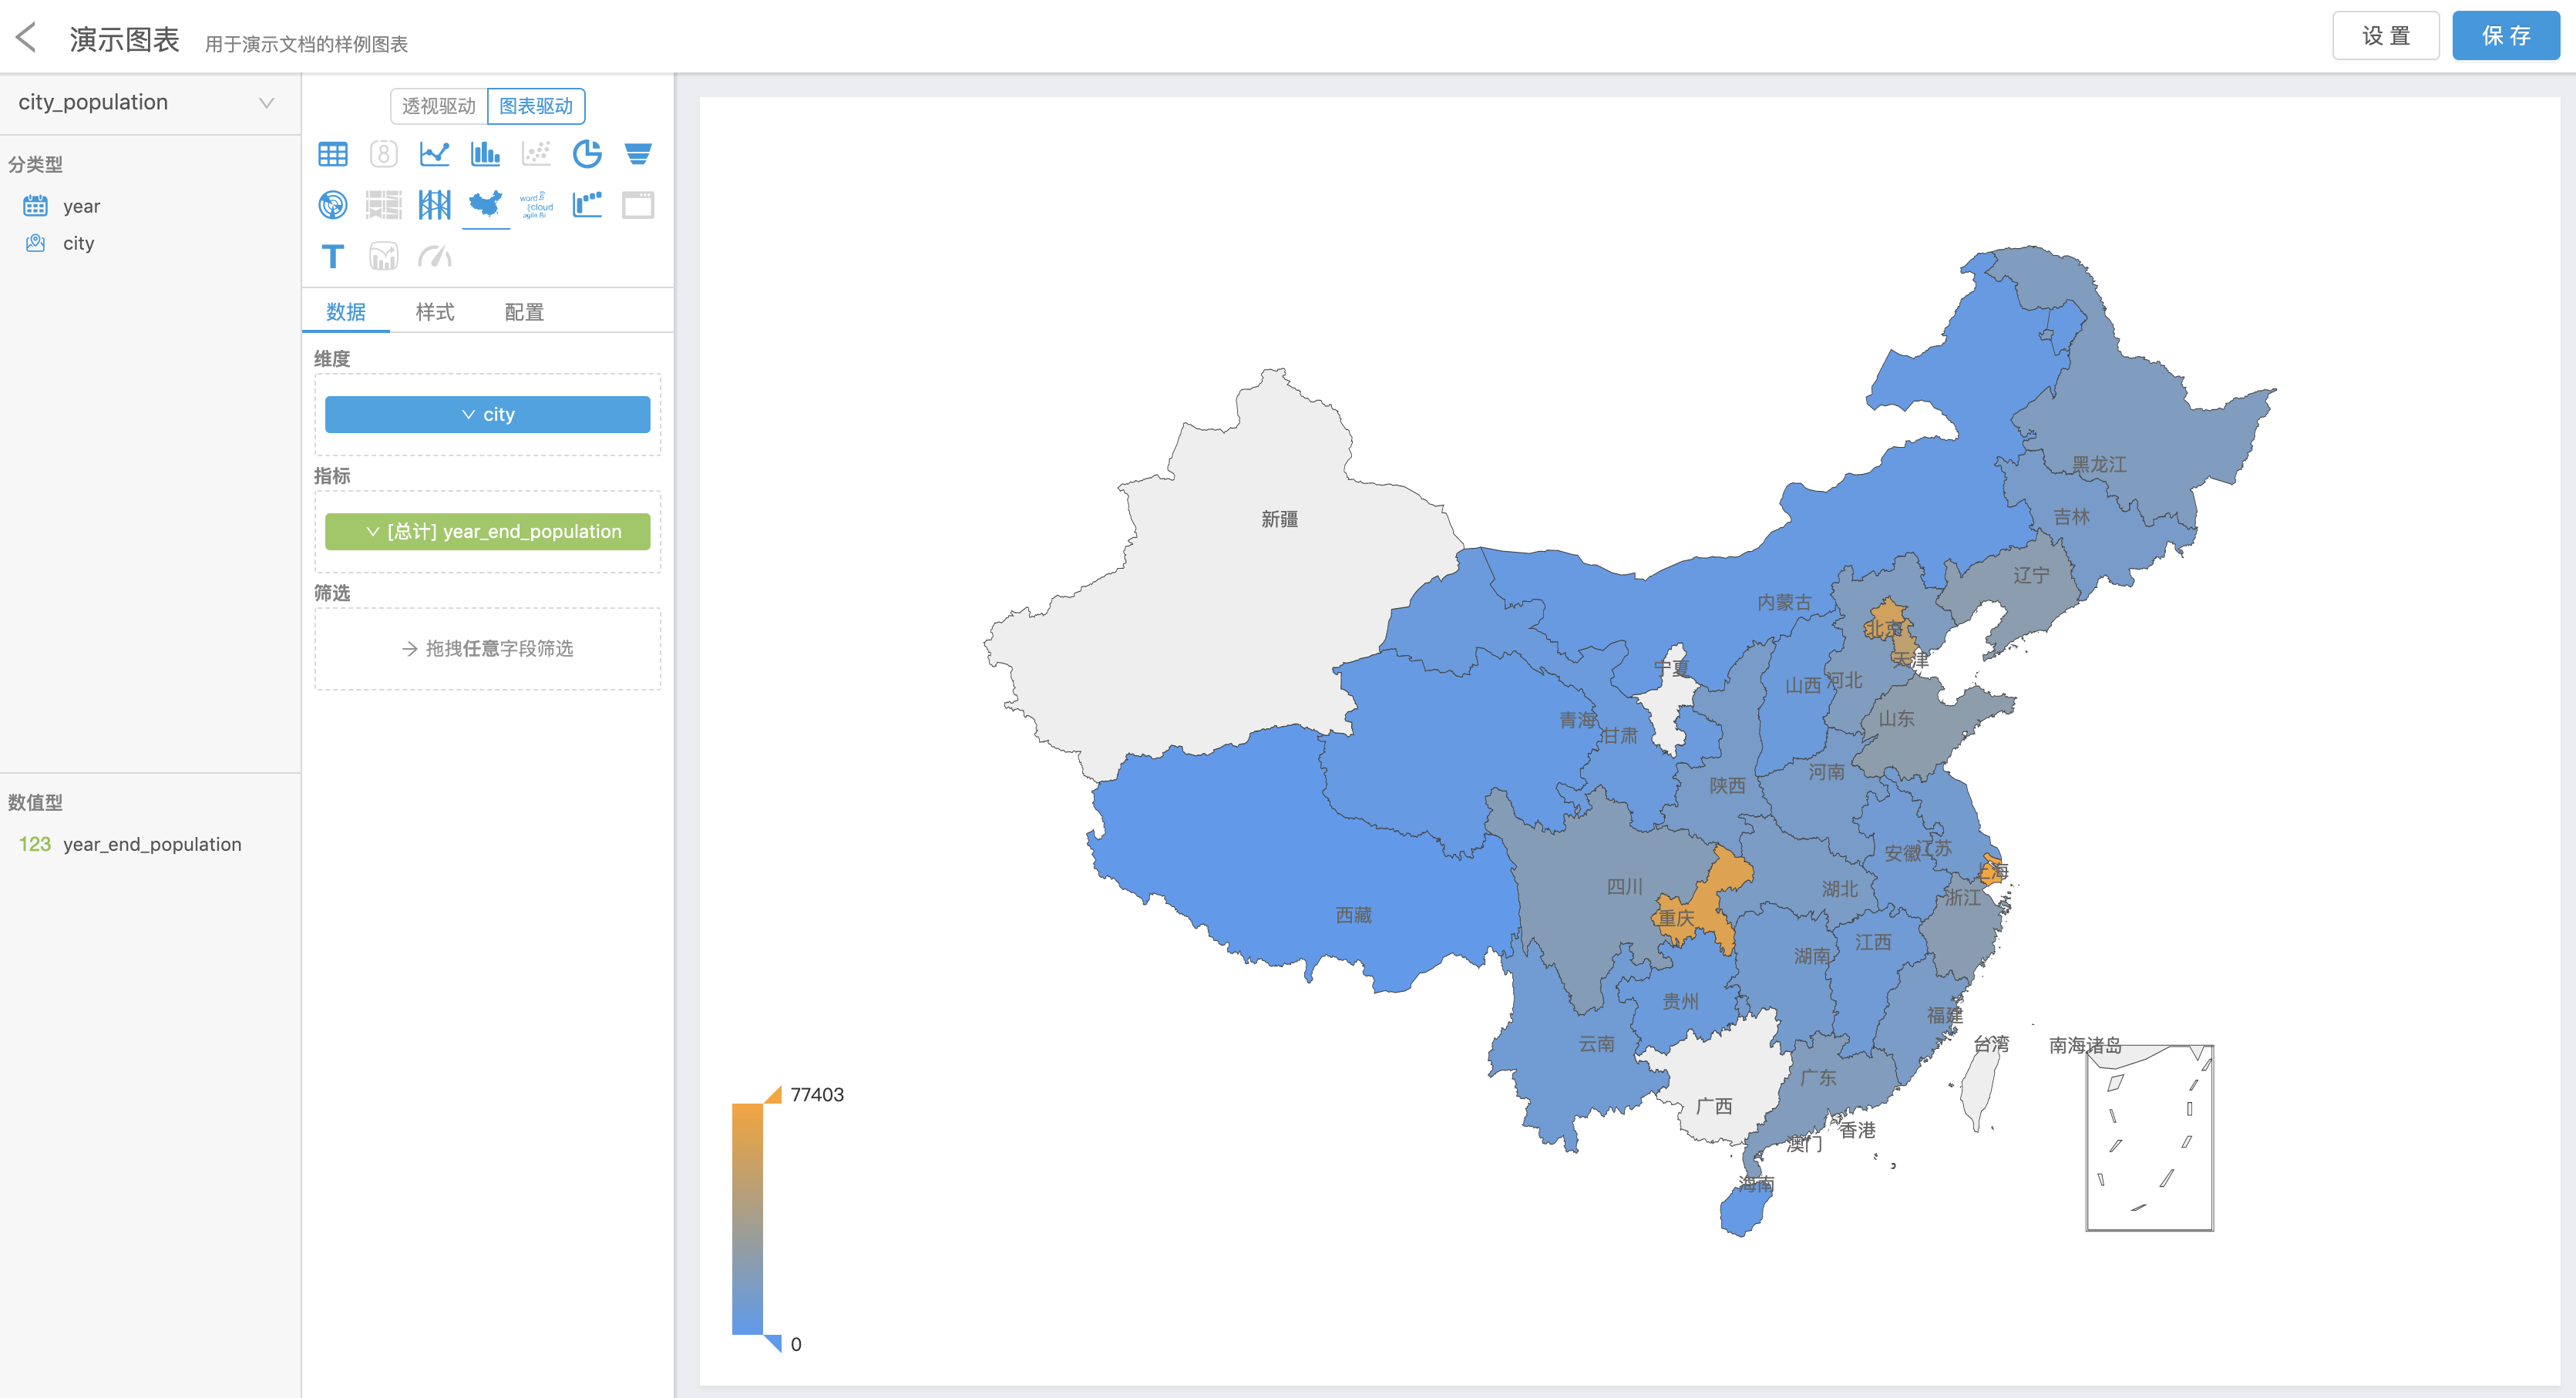 演示图表 用于演示文档的样例图表 设置 保存
city_population
分类型
year
city
数值型
123 year_end_population
透视驱动 图表驱动
8
word
cloud
agile BI
T
数据 样式 配置
维度
city
指标
[总计] year_end_population
筛选
拖拽任意字段筛选
黑龙江
吉林
新疆
辽宁
内蒙古
北京
天津
宁夏
山西
河北
山东
青海
甘肃
河南
陕西
江苏
安徽
上海
四川
湖北
浙江
西藏
重庆
江西
湖南
贵州
福建
云南
台湾
南海诸岛
广东
广西
香港
澳门
海南
77403
0